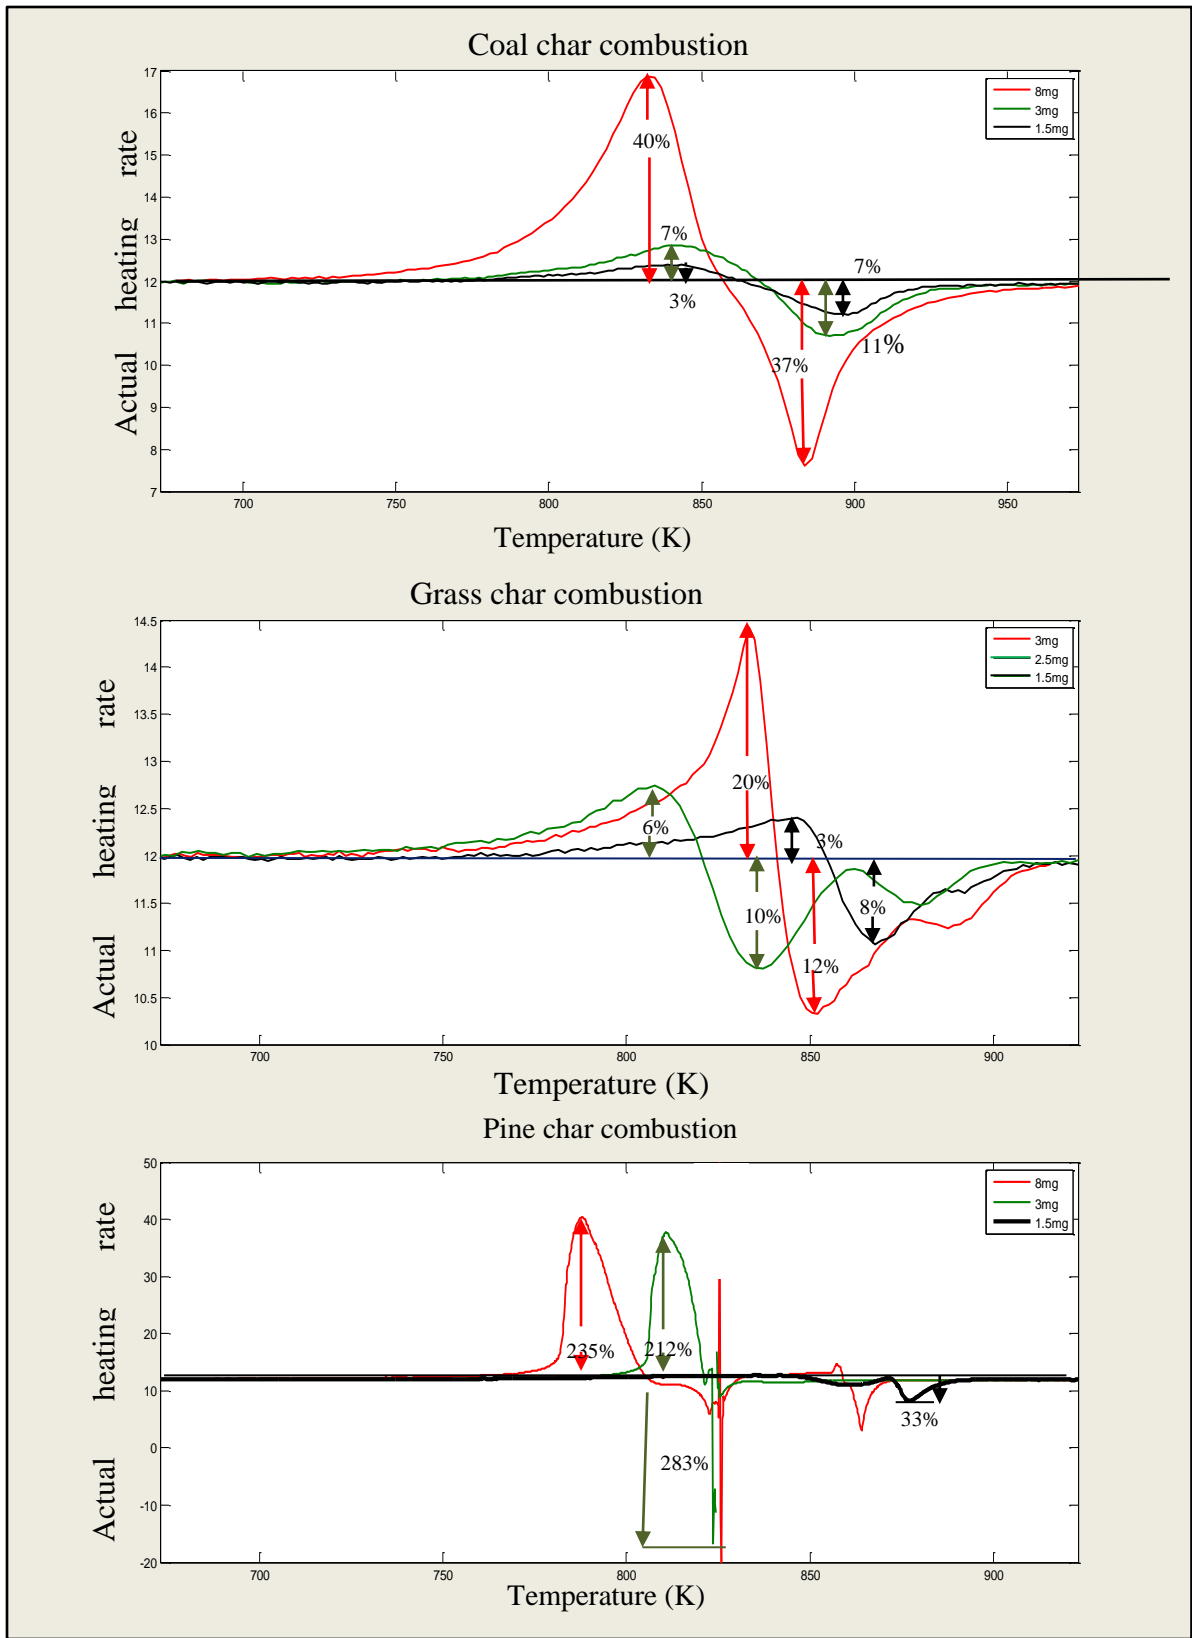 Coal char combustion
17
16
15
14
13
12
11
10
9
8
7
Actual heating rate
8mg
3mg
1.5mg
40%
7%
3%
7%
37%
11%
700 750 800 850 900 950
Temperature (K)
Grass char combustion
14.5
14
13.5
13
12.5
12
11.5
11
10.5
10
Actual heating rate
3mg
2.5mg
1.5mg
20%
6%
3%
10%
8%
12%
700 750 800 850 900
Temperature (K)
Pine char combustion
50
40
30
20
10
0
-10
-20
Actual heating rate
8mg
3mg
1.5mg
235%
212%
33%
283%
700 750 800 850 900
Temperature (K)